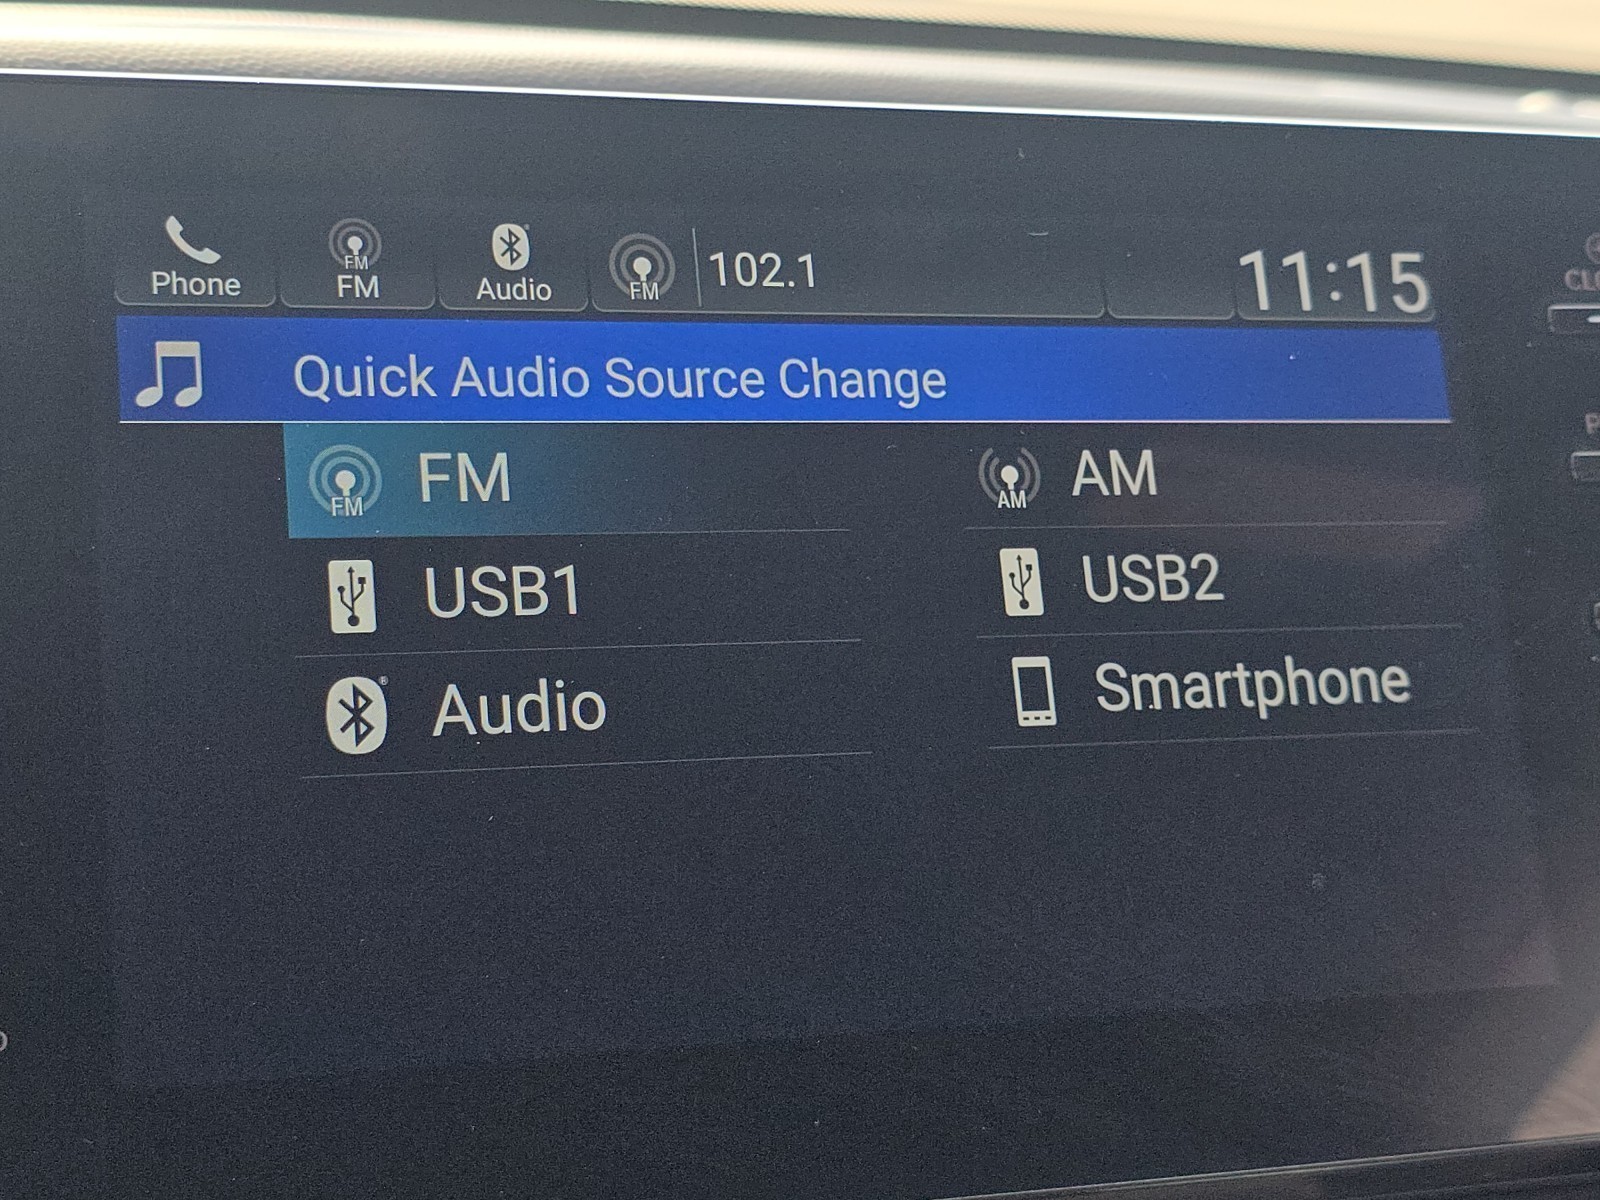 Phone
FM
FM
Audio
FM
102.1
11:15
Quick Audio Source Change
FM
FM
AM
AM
USB1
USB2
Audio
Smartphone